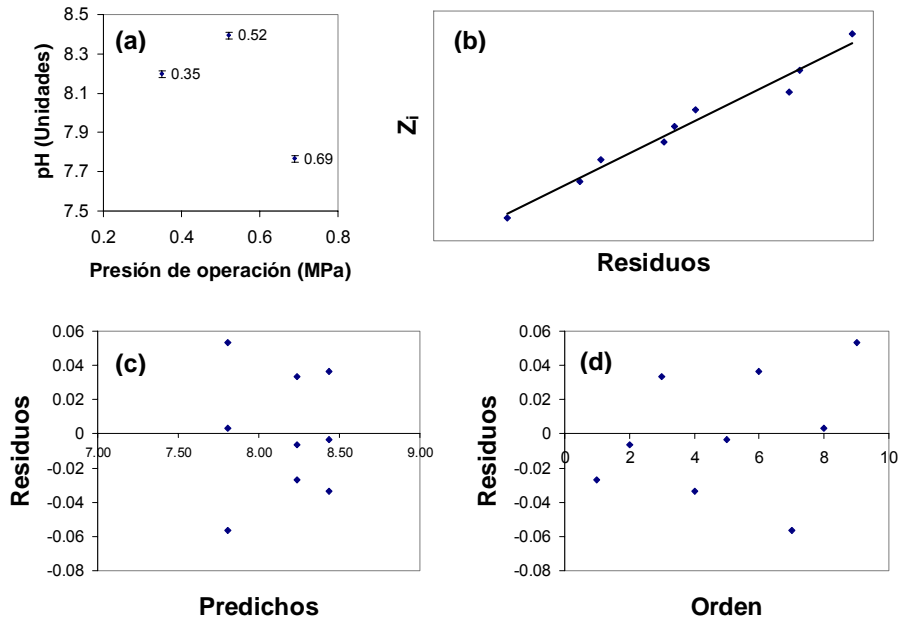 (a)
pH (Unidades)
8.5
8.3
8.1
7.9
7.7
7.5
0.52
0.35
0.69
0.2 0.4 0.6 0.8
Presión de operación (MPa)
(b)
Zi
Residuos
(c)
Residuos
0.06
0.04
0.02
0
-0.02
-0.04
-0.06
-0.08
7.00 7.50 8.00 8.50 9.00
Predichos
(d)
Residuos
0.06
0.04
0.02
0
-0.02
-0.04
-0.06
-0.08
0 2 4 6 8 10
Orden